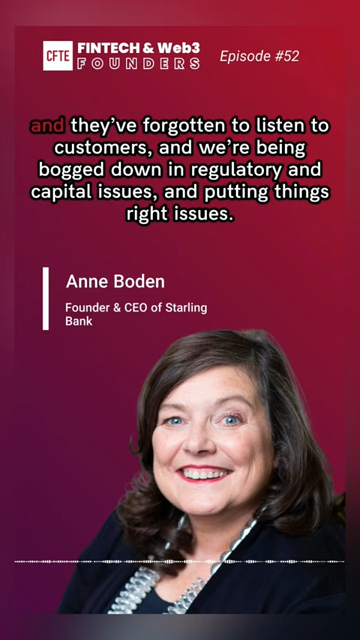 CFTE FINTECH & Web3
FOUNDERS
Episode #52
and they've forgotten to listen to
customers, and we're being
bogged down in regulatory and
capital issues, and putting things
right issues.
Anne Boden
Founder & CEO of Starling
Bank